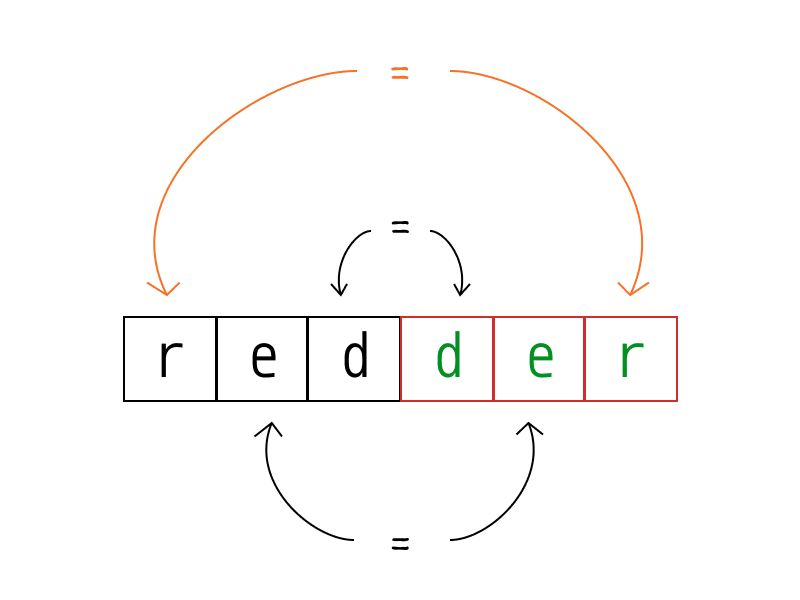 =
=
r e d d e r
=